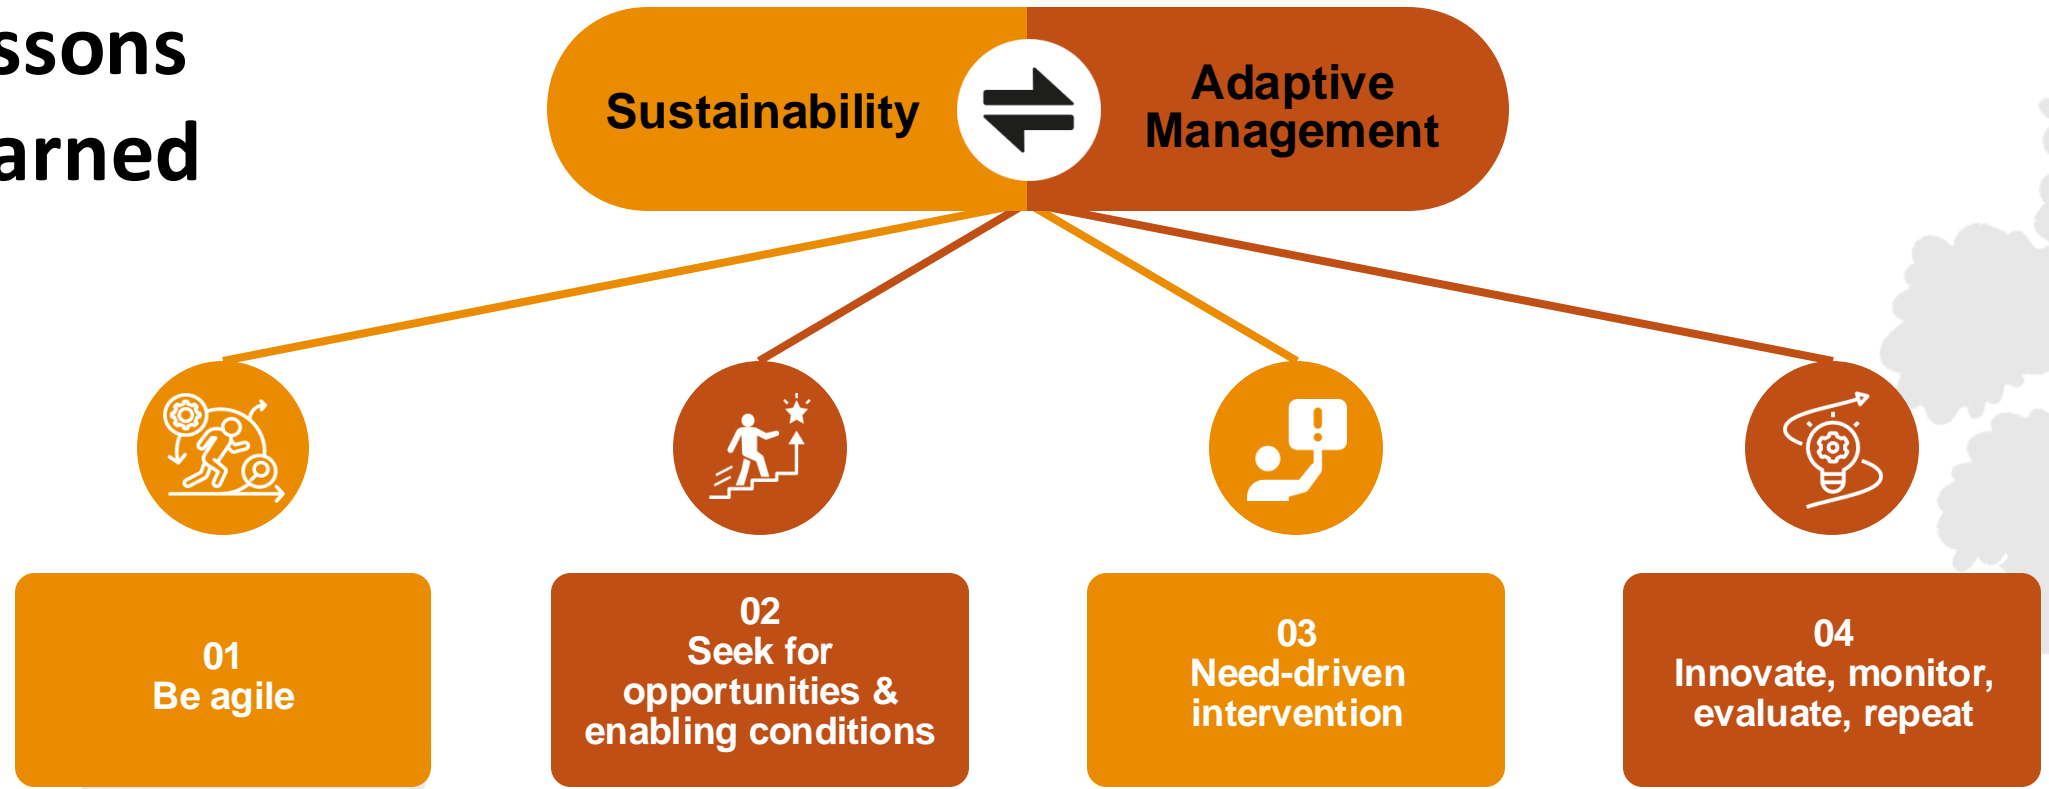 ssons
arned
Sustainability
Adaptive
Management
01
Be agile
02
Seek for
opportunities &
enabling conditions
03
Need-driven
intervention
04
Innovate, monitor,
evaluate, repeat